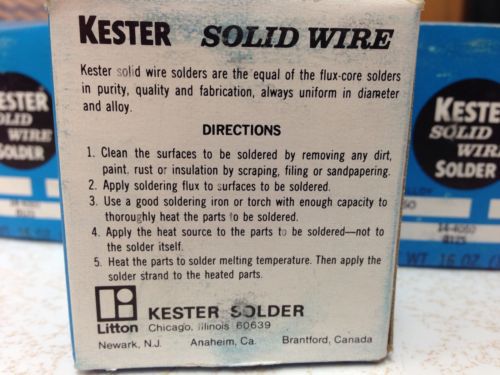 KESTER SOLID WIRE
Kester solid wire solders are the equal of the flux-core solders
in purity, quality and fabrication, always uniform in diameter
and alloy.
DIRECTIONS
1. Clean the surfaces to be soldered by removing any dirt,
paint, rust or insulation by scraping, filing or sandpapering.
2. Apply soldering flux to surfaces to be soldered.
3. Use a good soldering iron or torch with enough capacity to
thoroughly heat the parts to be soldered.
4. Apply the heat source to the parts to be soldered—not to
the solder itself.
5. Heat the parts to solder melting temperature. Then apply the
solder strand to the heated parts.
Litton
KESTER SOLDER
Chicago, Illinois 60639
Newark, N.J. Anaheim, Ca. Brantford, Canada
KESTER
SOLID
WIRE
SOLDER
KESTER
SOLID
WIRE
SOLDER
WT 16 OZ